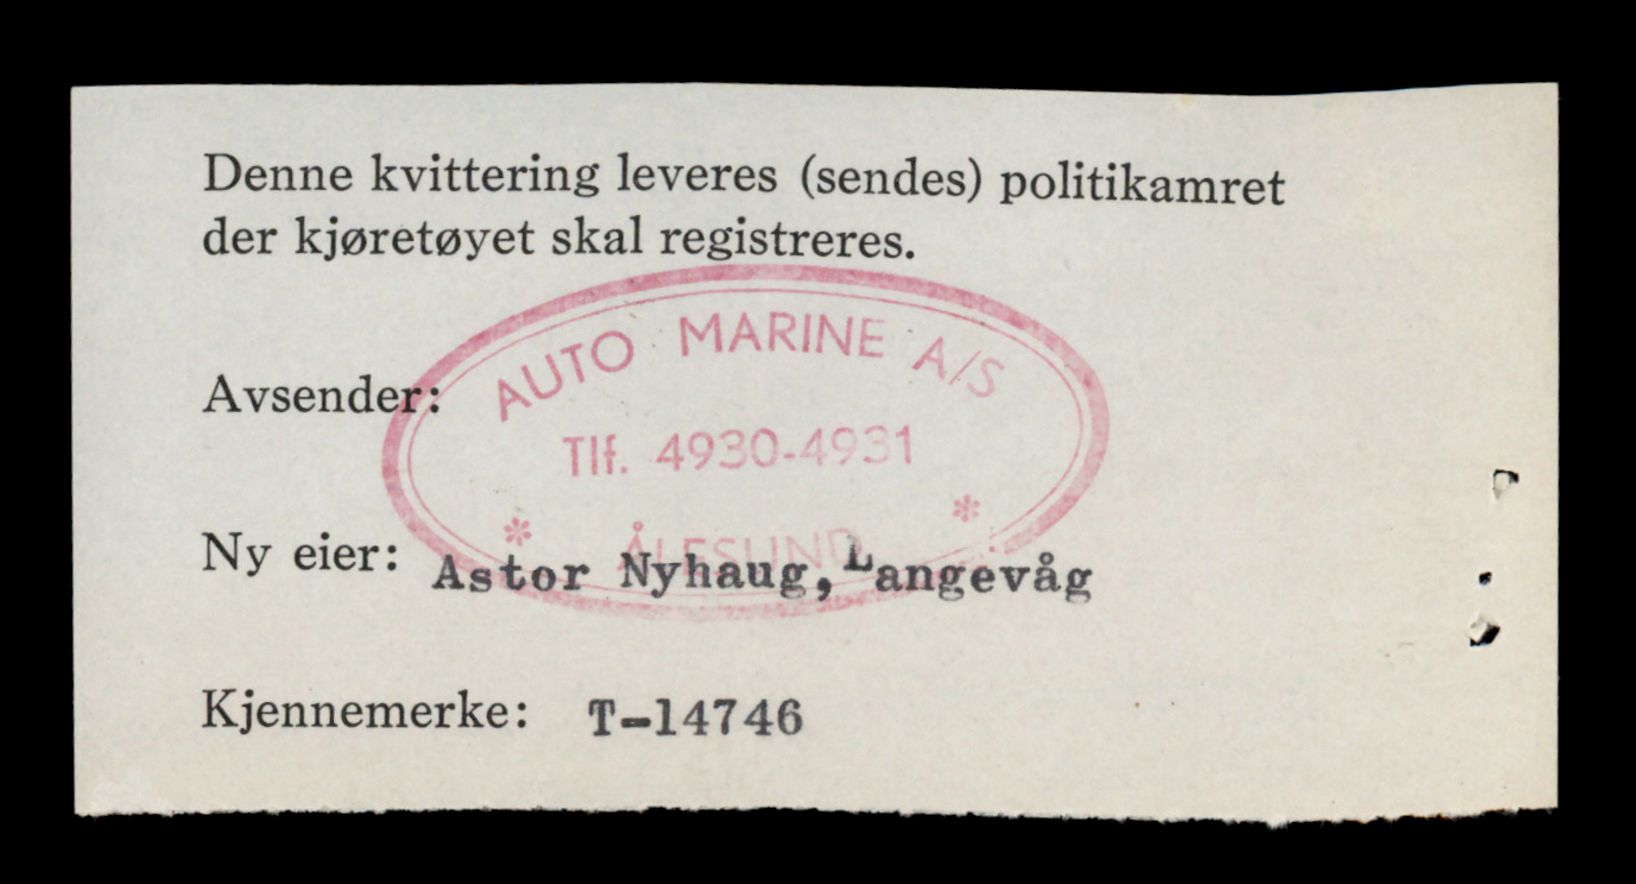 Denne kvittering leveres (sendes) politikamret
der kjøretøyet skal registreres.
AUTO MARINE A/S
Avsender:
Tlf. 4930-4931
ÅLESUND
Ny eier: Astor Nyhaug, Langevåg
Kjennemerke: T-14746